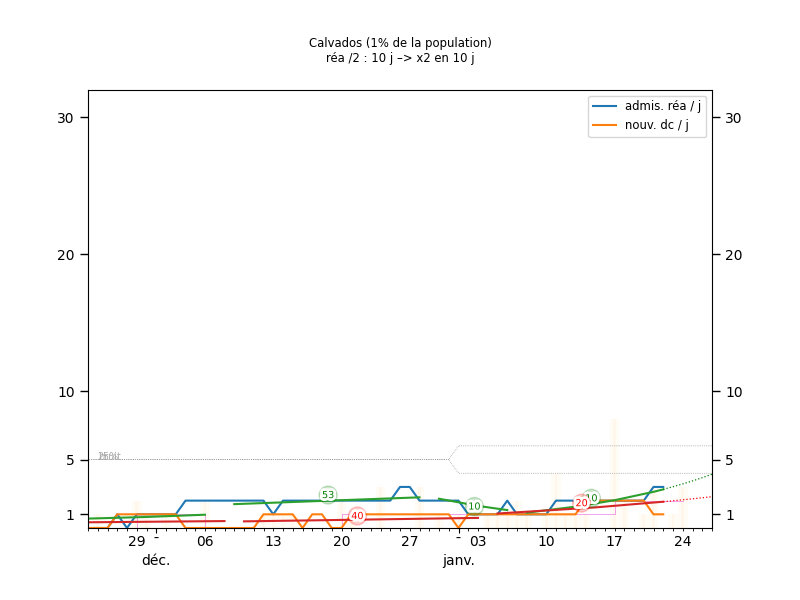 Calvados (1% de la population)
réa /2 : 10 j –> x2 en 10 j
admis. réa / j
nouv. dc / j
30 30
20 20
10 10
5 5
1 1
53
40
10
20
10
29 - 06 13 20 27 - 03 10 17 24
déc. janv.